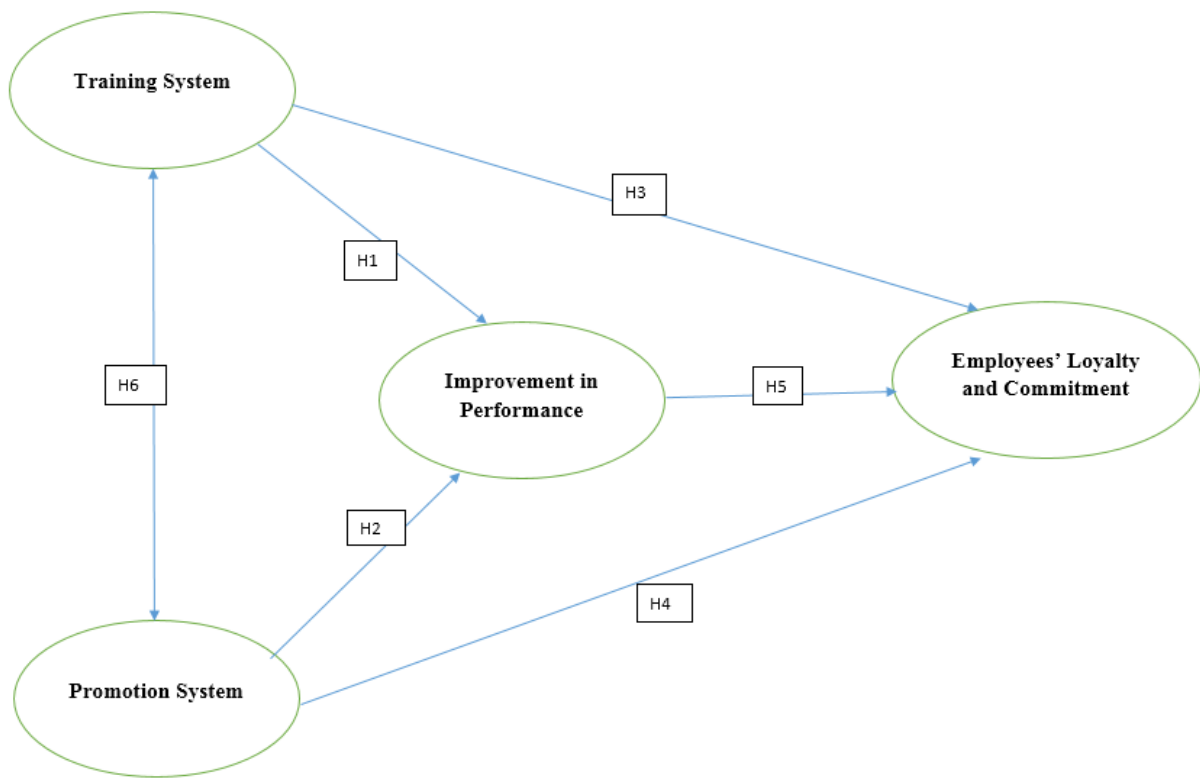 Training System
H3
H1
Improvement in
Performance
H5
Employees’ Loyalty
and Commitment
H6
H2
H4
Promotion System